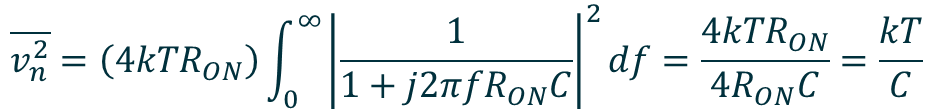 $\overline{v_n^2} = (4kTR_{ON}) \int_0^\infty \left| \frac{1}{1 + j2\pi f R_{ON}C} \right|^2 df = \frac{4kTR_{ON}}{4R_{ON}C} = \frac{kT}{C}$